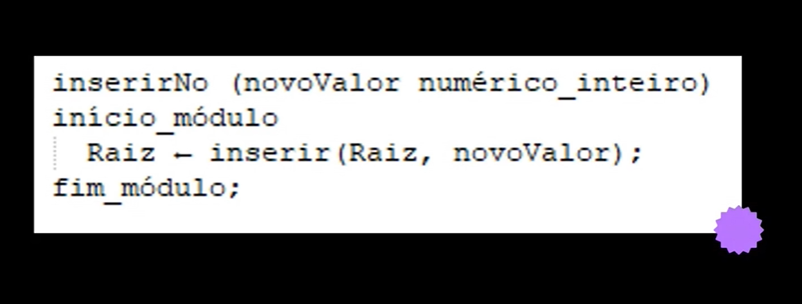 inserirNo (novoValor numérico_inteiro)
início_módulo
Raiz ← inserir(Raiz, novoValor);
fim_módulo;